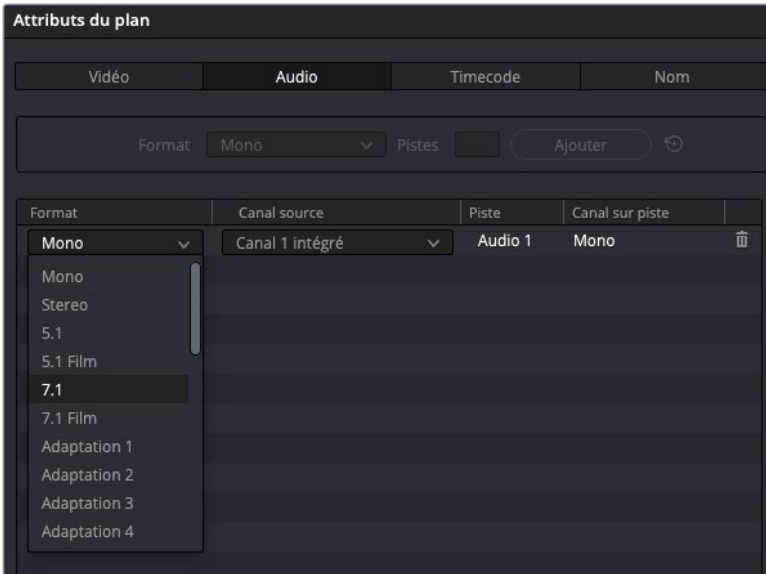 Attributs du plan
Vidéo Audio Timecode Nom
Format Mono Pistes Ajouter
Format Canal source Piste Canal sur piste
Mono Canal 1 intégré Audio 1 Mono
Mono
Stereo
5.1
5.1 Film
7.1
7.1 Film
Adaptation 1
Adaptation 2
Adaptation 3
Adaptation 4